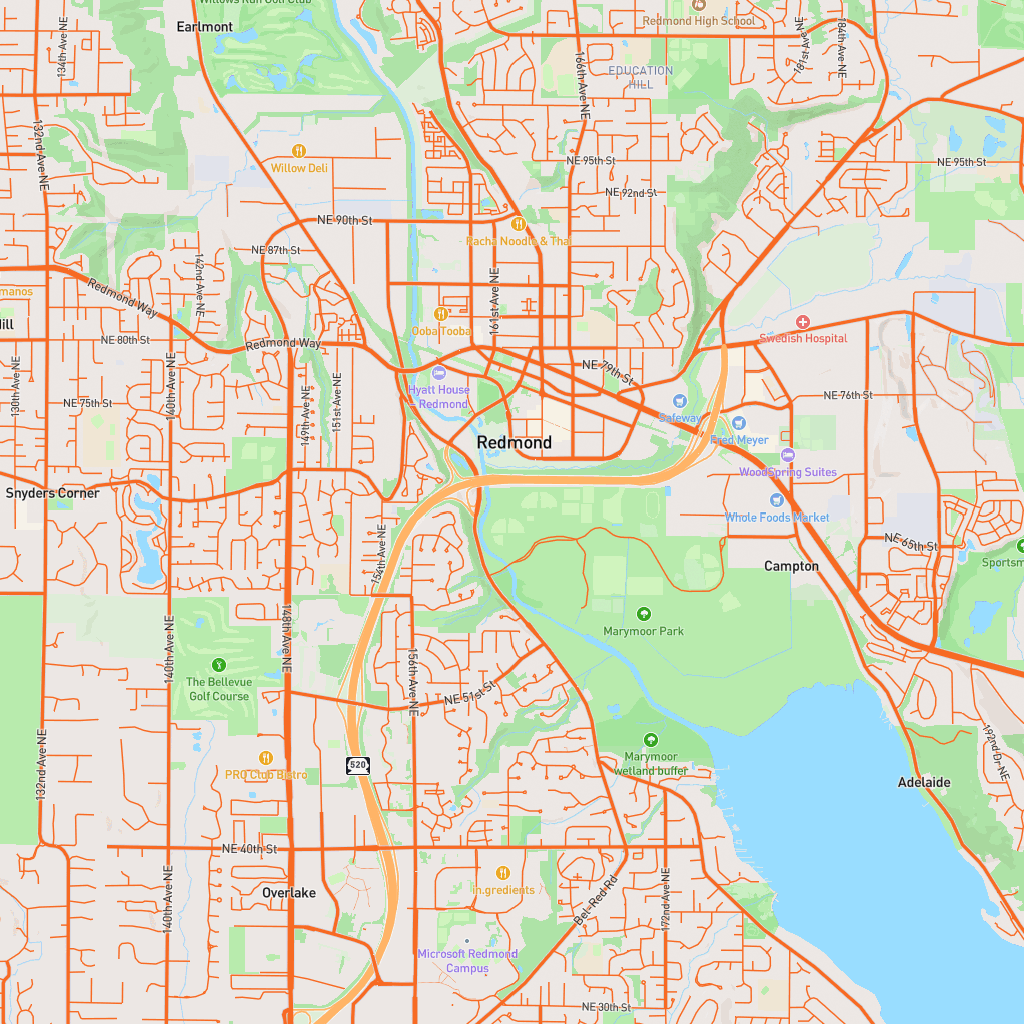 Willows Run Golf Club
Earlmont
134th Ave NE
Redmond High School
166th Ave NE
181st Ave NE
184th Ave NE
EDUCATION
HILL
132nd Ave NE
Willow Deli
NE 95th St
NE 95th St
NE 92nd St
NE 90th St
NE 87th St
Racha Noodle & Thai
142nd Ave NE
161st Ave NE
Redmond Way
manos
Ooba Tooba
Swedish Hospital
NE 80th St
Redmond Way
NE 79th St
130th Ave NE
140th Ave NE
149th Ave NE
151st Ave NE
Hyatt House
- Redmond
NE 75th St
NE 76th St
Safeway
Fred Meyer
Redmond
WoodSpring Suites
Snyders Corner
Whole Foods Market
154th Ave NE
NE 65th St
Campton
Sportsm
148th Ave NE
140th Ave NE
Marymoor Park
156th Ave NE
The Bellevue
Golf Course
NE 51st St
132nd Ave NE
PRO Club Bistro
520
Marymoor
wetland buffer
192nd Dr NE
Adelaide
NE 40th St
Overlake
in.gredients
140th Ave NE
Bel-Red Rd
172nd Ave NE
Microsoft Redmond
Campus
NE 30th St